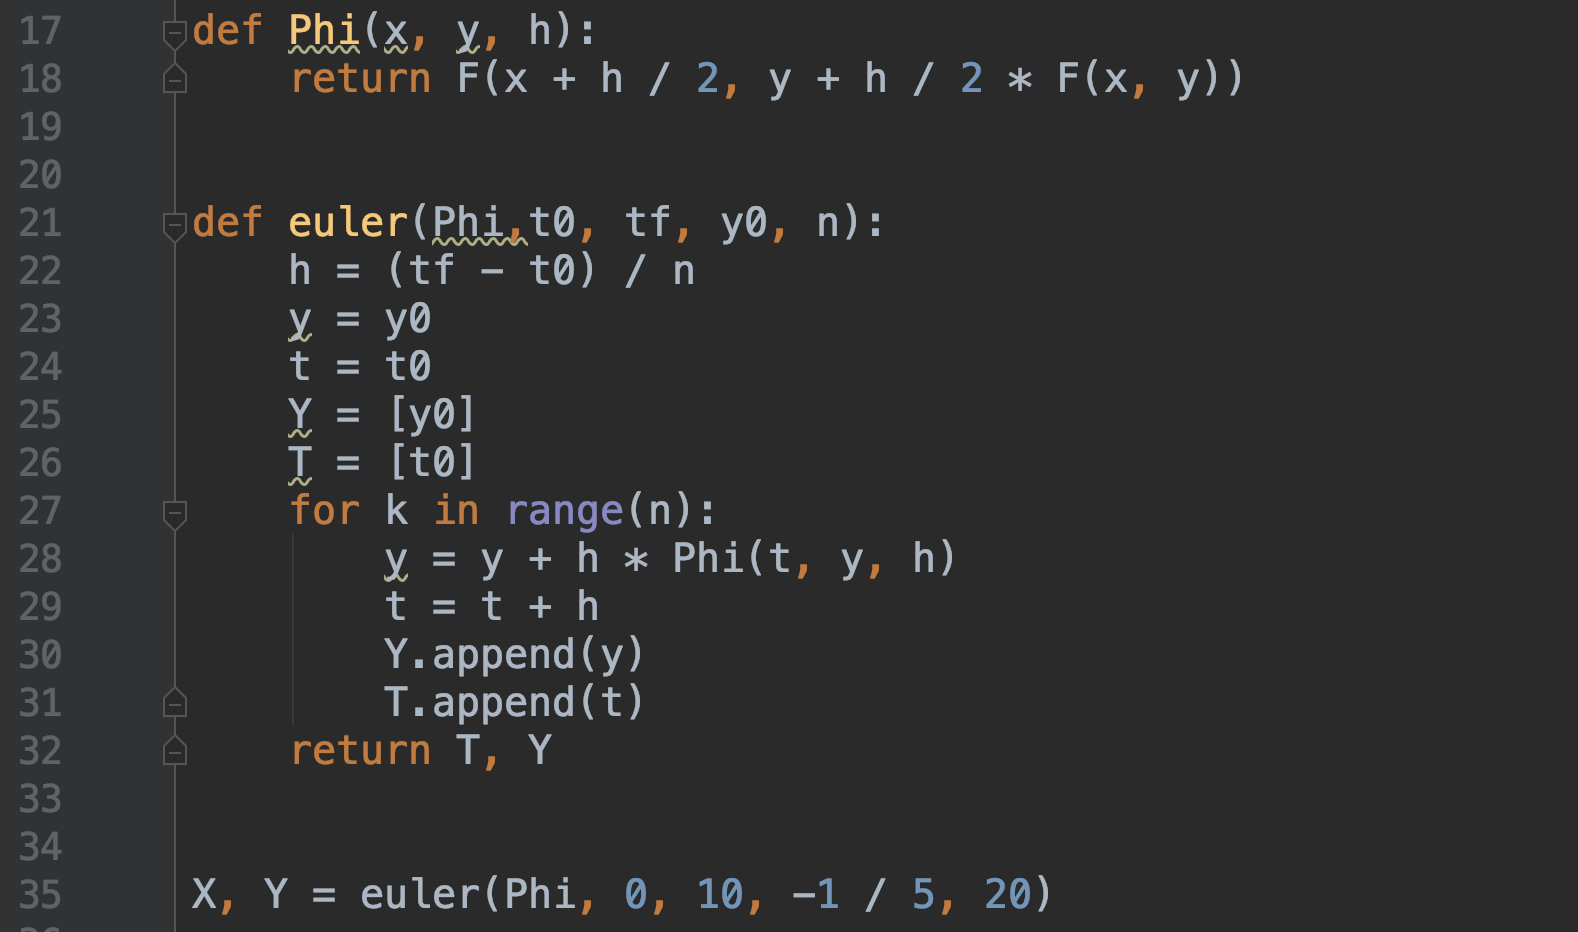 17 def Phi(x, y, h):
18     return F(x + h / 2, y + h / 2 * F(x, y))
19
20
21 def euler(Phi,t0, tf, y0, n):
22     h = (tf - t0) / n
23     y = y0
24     t = t0
25     Y = [y0]
26     T = [t0]
27     for k in range(n):
28         y = y + h * Phi(t, y, h)
29         t = t + h
30         Y.append(y)
31         T.append(t)
32     return T, Y
33
34
35 X, Y = euler(Phi, 0, 10, -1 / 5, 20)